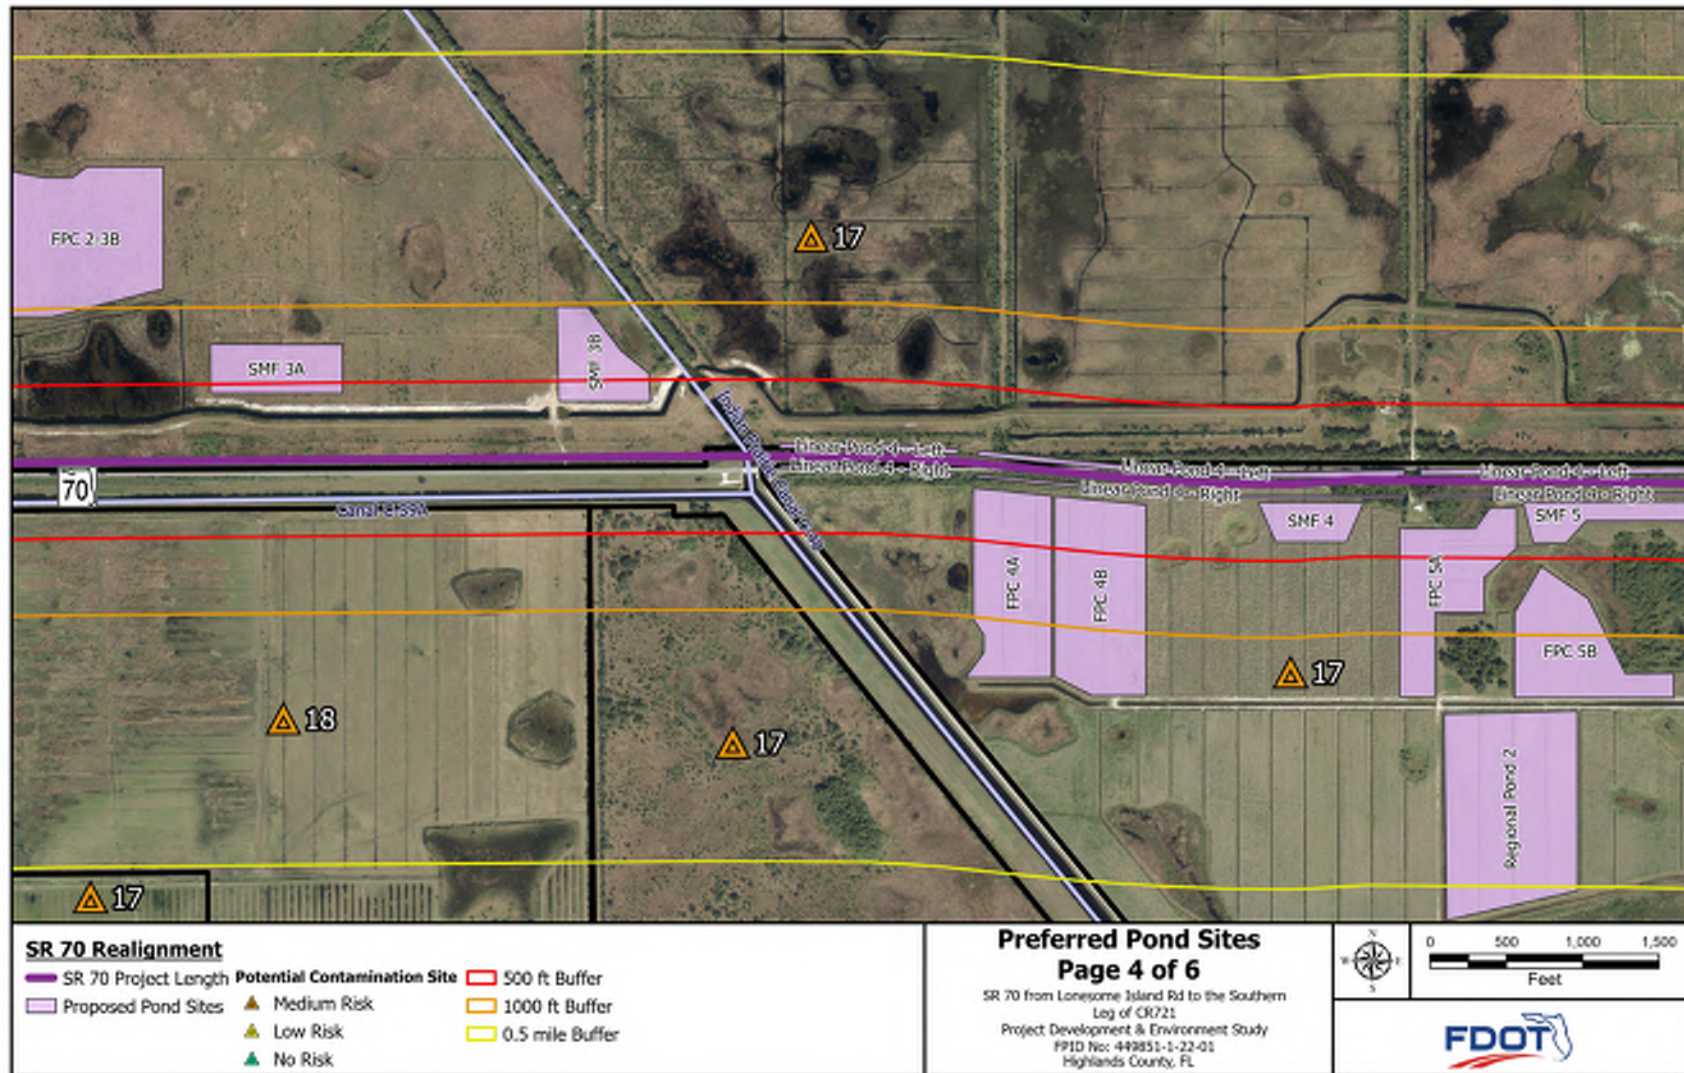 FPC 2 3B
17
SMF 3A
SMF 3B
Indian Prairie Canal C-40
Linear Pond 4 - Left
Linear Pond 4 - Right
Linear Pond 4 - Left
Linear Pond 4 - Right
Linear Pond 4 - Left
Linear Pond 4 - Right
70
Canal C-39A
SMF 4
SMF 5
FPC 4A
FPC 4B
FPC 5A
FPC 5B
17
18
17
Regional Pond 2
17
SR 70 Realignment
SR 70 Project Length
Proposed Pond Sites
Potential Contamination Site
Medium Risk
Low Risk
No Risk
500 ft Buffer
1000 ft Buffer
0.5 mile Buffer
Preferred Pond Sites
Page 4 of 6
SR 70 from Lonesome Island Rd to the Southern
Leg of CR721
Project Development & Environment Study
FPID No: 449851-1-22-01
Highlands County, FL
N
W E
S
0 500 1,000 1,500
Feet
FDOT